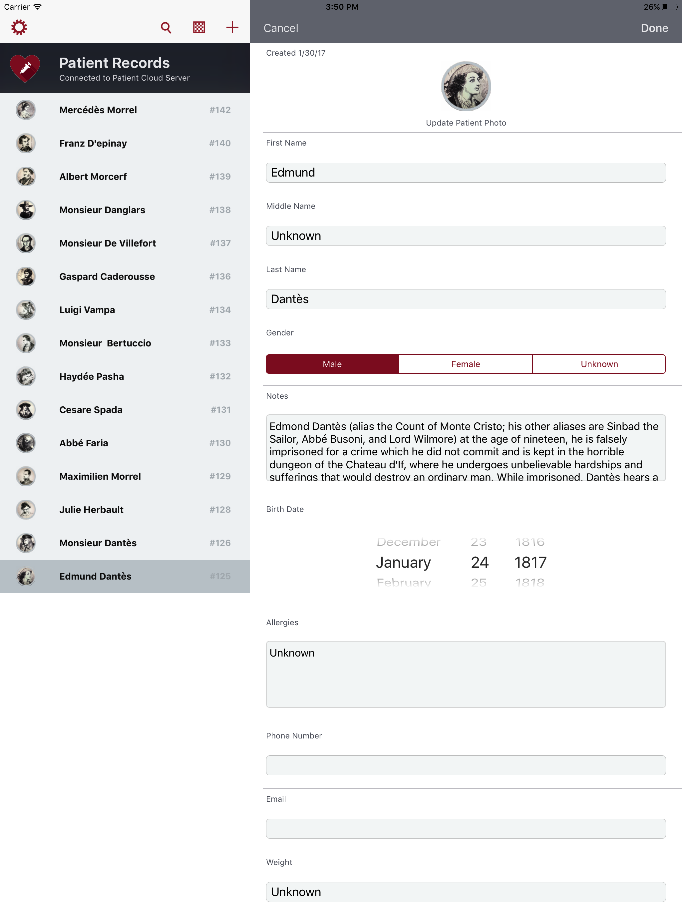 Carrier
3:50 PM
26%
Cancel
Done
Patient Records
Connected to Patient Cloud Server
Mercédès Morrel #142
Franz D'epinay #140
Albert Morcerf #139
Monsieur Danglars #138
Monsieur De Villefort #137
Gaspard Caderousse #136
Luigi Vampa #134
Monsieur  Bertuccio #133
Haydée Pasha #132
Cesare Spada #131
Abbé Faria #130
Maximilien Morrel #129
Julie Herbault #128
Monsieur Dantès #126
Edmund Dantès #125
Created 1/30/17
Update Patient Photo
First Name
Edmund
Middle Name
Unknown
Last Name
Dantès
Gender
Male Female Unknown
Notes
Edmond Dantès (alias the Count of Monte Cristo; his other aliases are Sinbad the
Sailor, Abbé Busoni, and Lord Wilmore) at the age of nineteen, he is falsely
imprisoned for a crime which he did not commit and is kept in the horrible
dungeon of the Chateau d'If, where he undergoes unbelievable hardships and
sufferings that would destroy an ordinary man. While imprisoned, Dantès hears a
Birth Date
December 23 1816
January 24 1817
February 25 1818
Allergies
Unknown
Phone Number
Email
Weight
Unknown